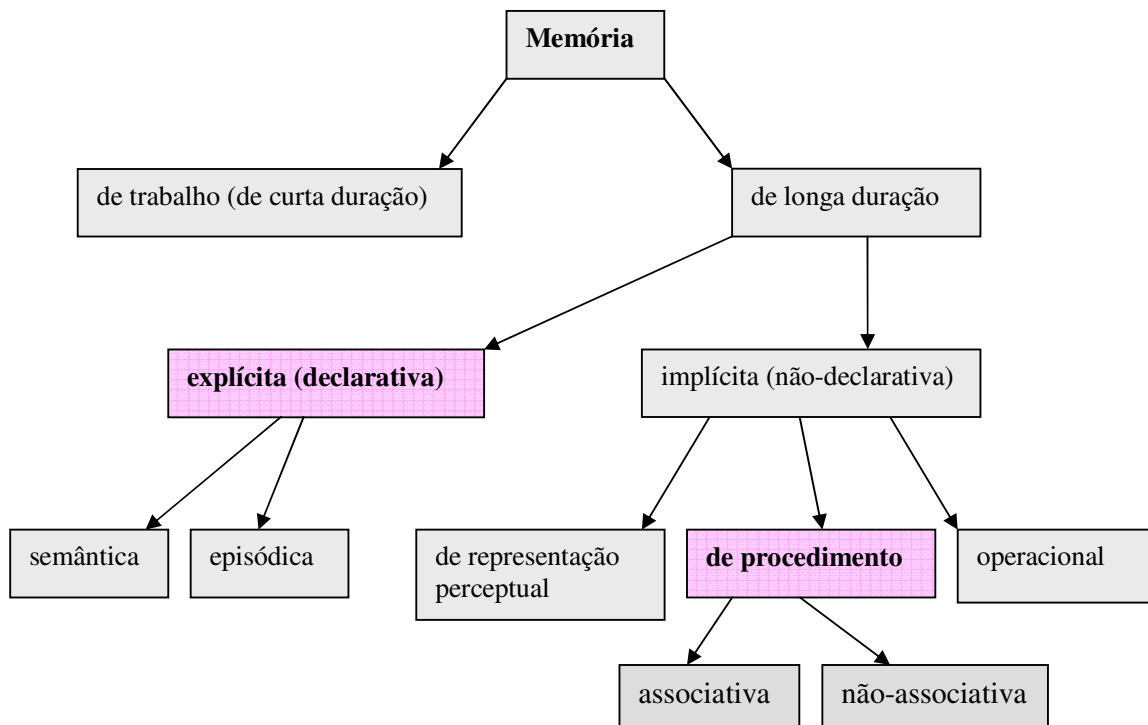 Memória
de trabalho (de curta duração)
de longa duração
explícita (declarativa)
implícita (não-declarativa)
semântica
episódica
de representação
perceptual
de procedimento
operacional
associativa
não-associativa